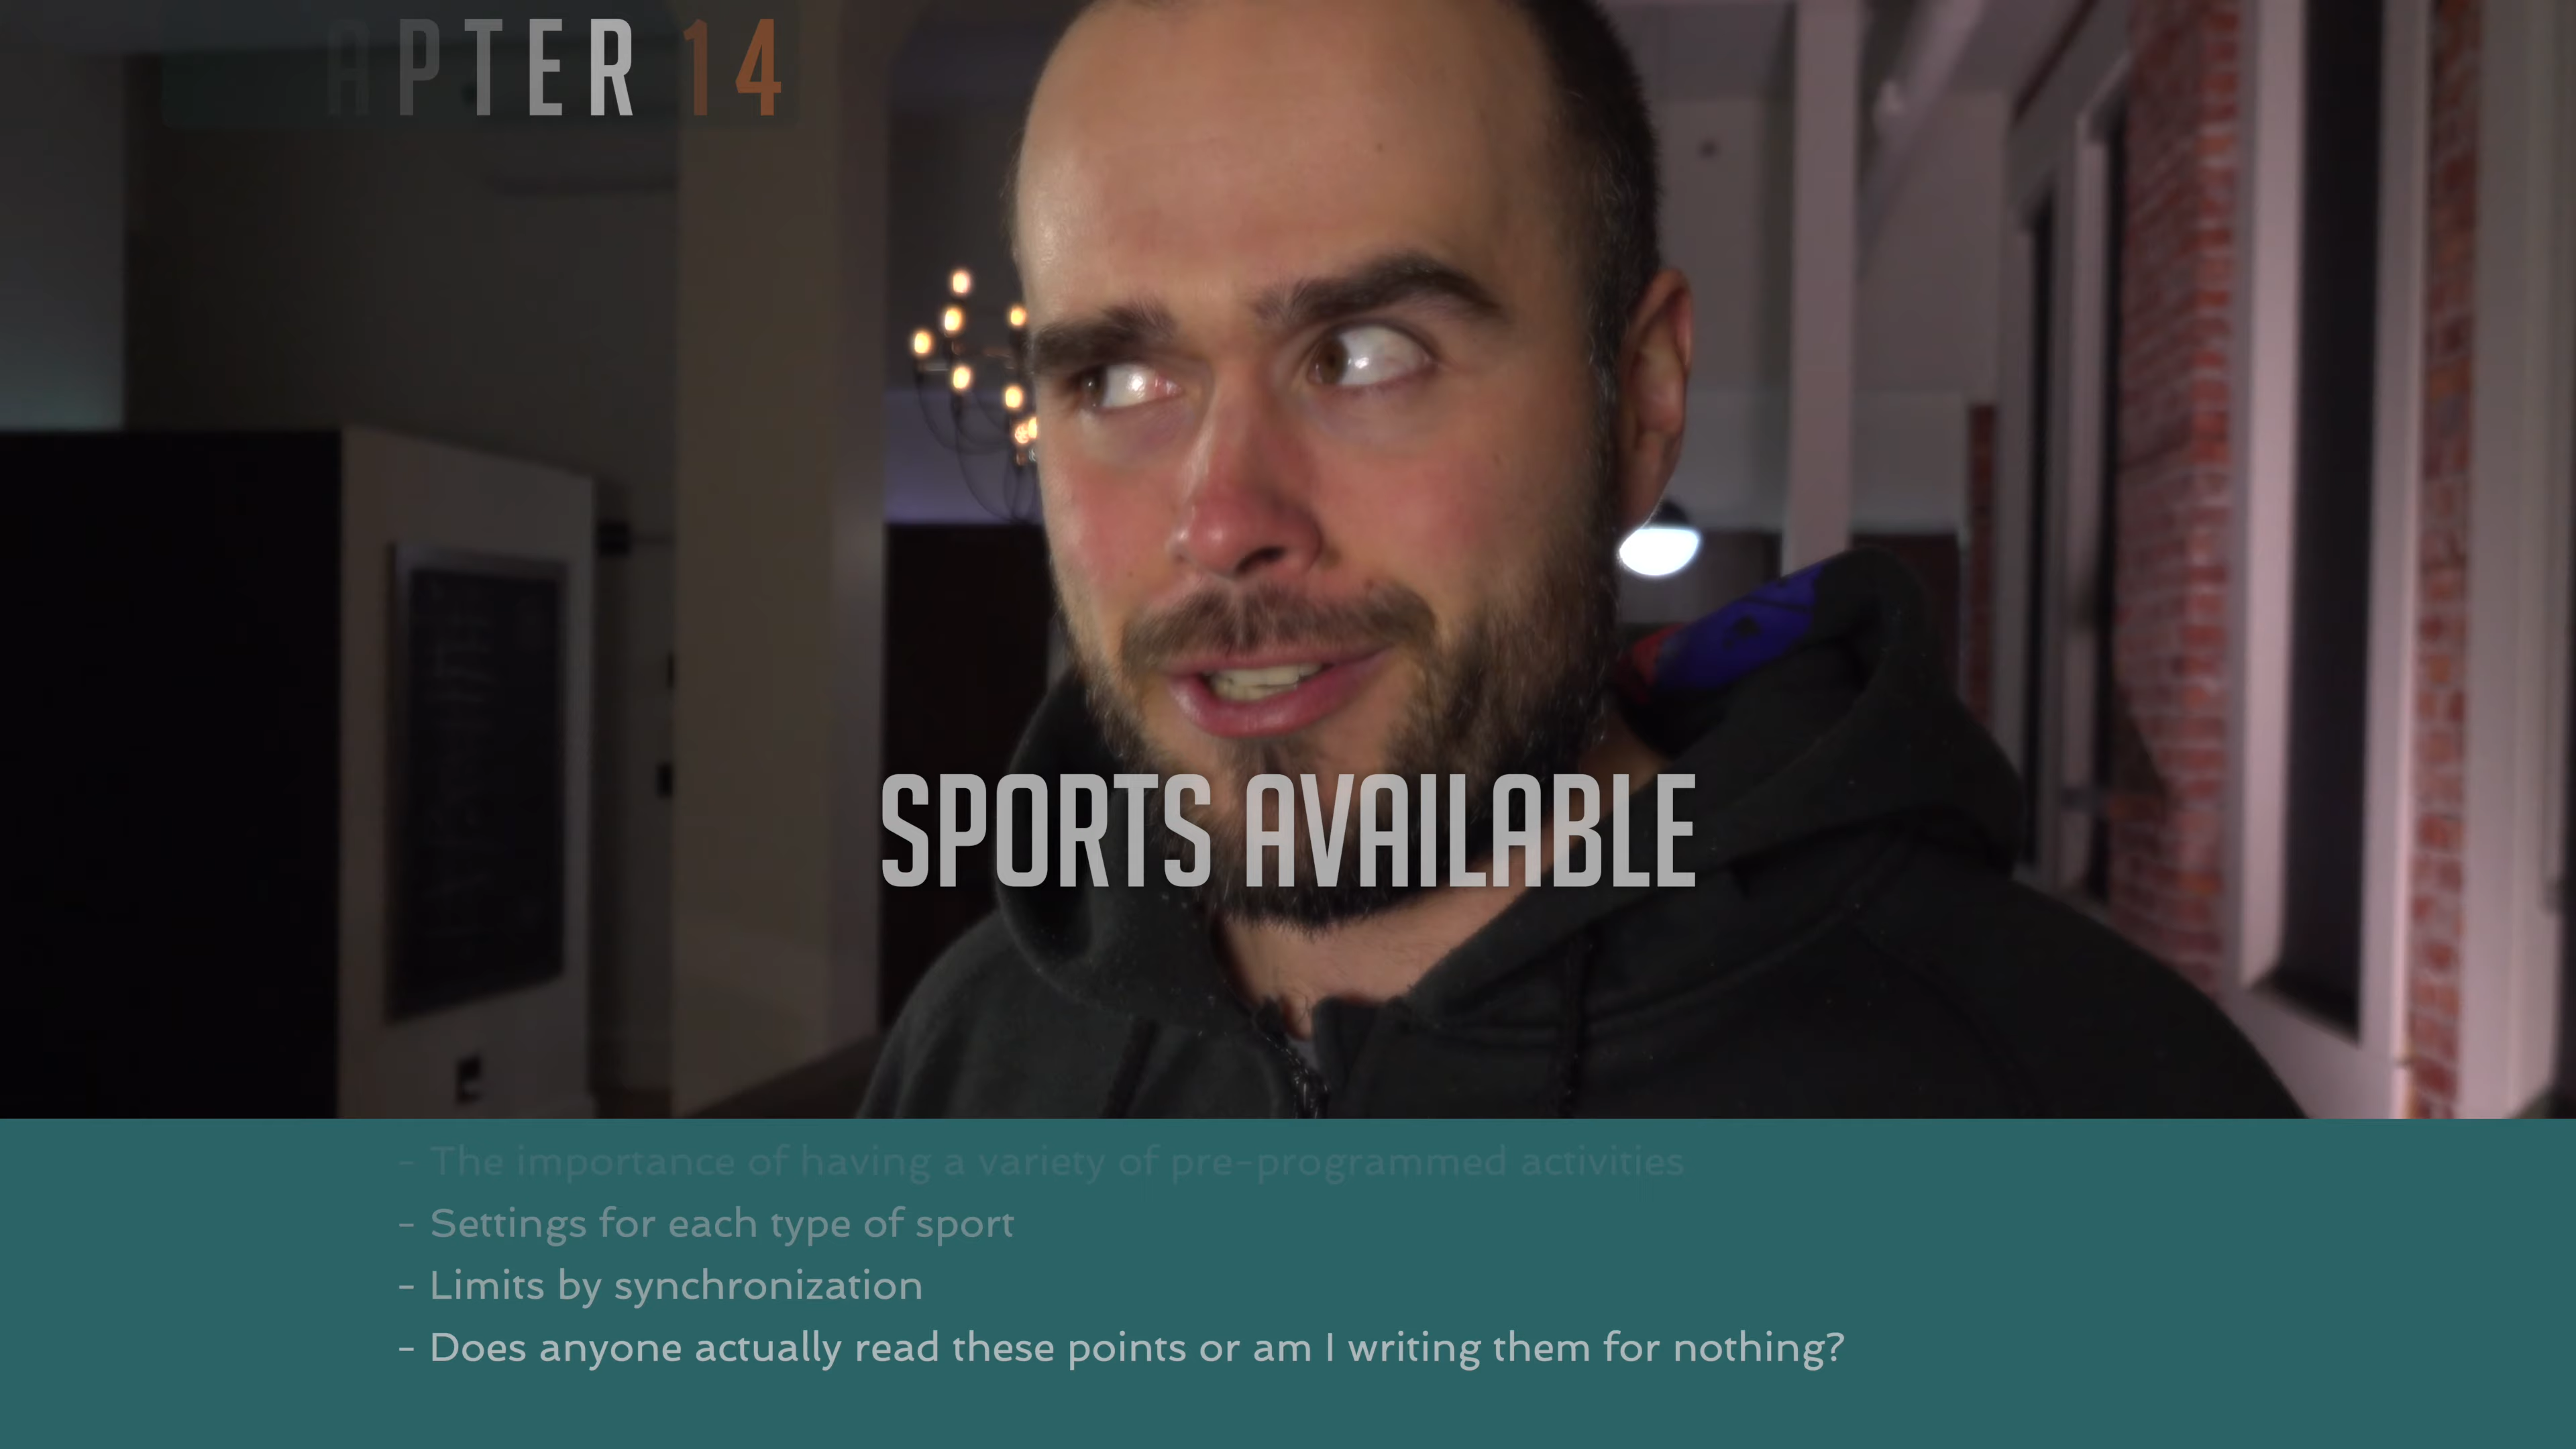 APTER 14
SPORTS AVAILABLE
- The importance of having a variety of pre-programmed activities
- Settings for each type of sport
- Limits by synchronization
- Does anyone actually read these points or am I writing them for nothing?